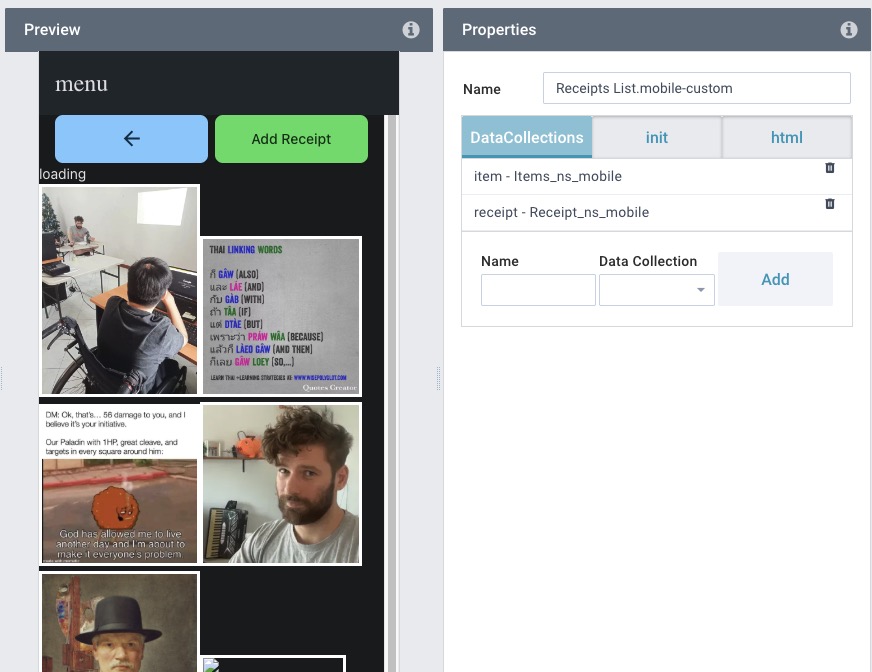 Preview
Properties
menu
Name
Receipts List.mobile-custom
←
Add Receipt
DataCollections
init
html
loading
item - Items_ns_mobile
receipt - Receipt_ns_mobile
Name
Data Collection
Add
THAI LINKING WORDS
ก็ GÂW (ALSO)
และ LÁE (AND)
กับ GÀB (WITH)
ถ้า TÂA (IF)
แต่ DTÀE (BUT)
เพราะว่า PRÁW WÂA (BECAUSE)
แล้วก็ LÁEO GÂW (AND THEN)
ก็เลย GÂW LOEY (SO,...)
LEARN THAI + LEARNING STRATEGIES AT: WWW.WISEPOLYGLOT.COM
Quotes Creator
DM: Ok, that's... 56 damage to you, and I
believe it's your initiative.
Our Paladin with 1HP, great cleave, and
targets in every square around him:
God has allowed me to live
another day and I'm about to
make it everyone's problem.